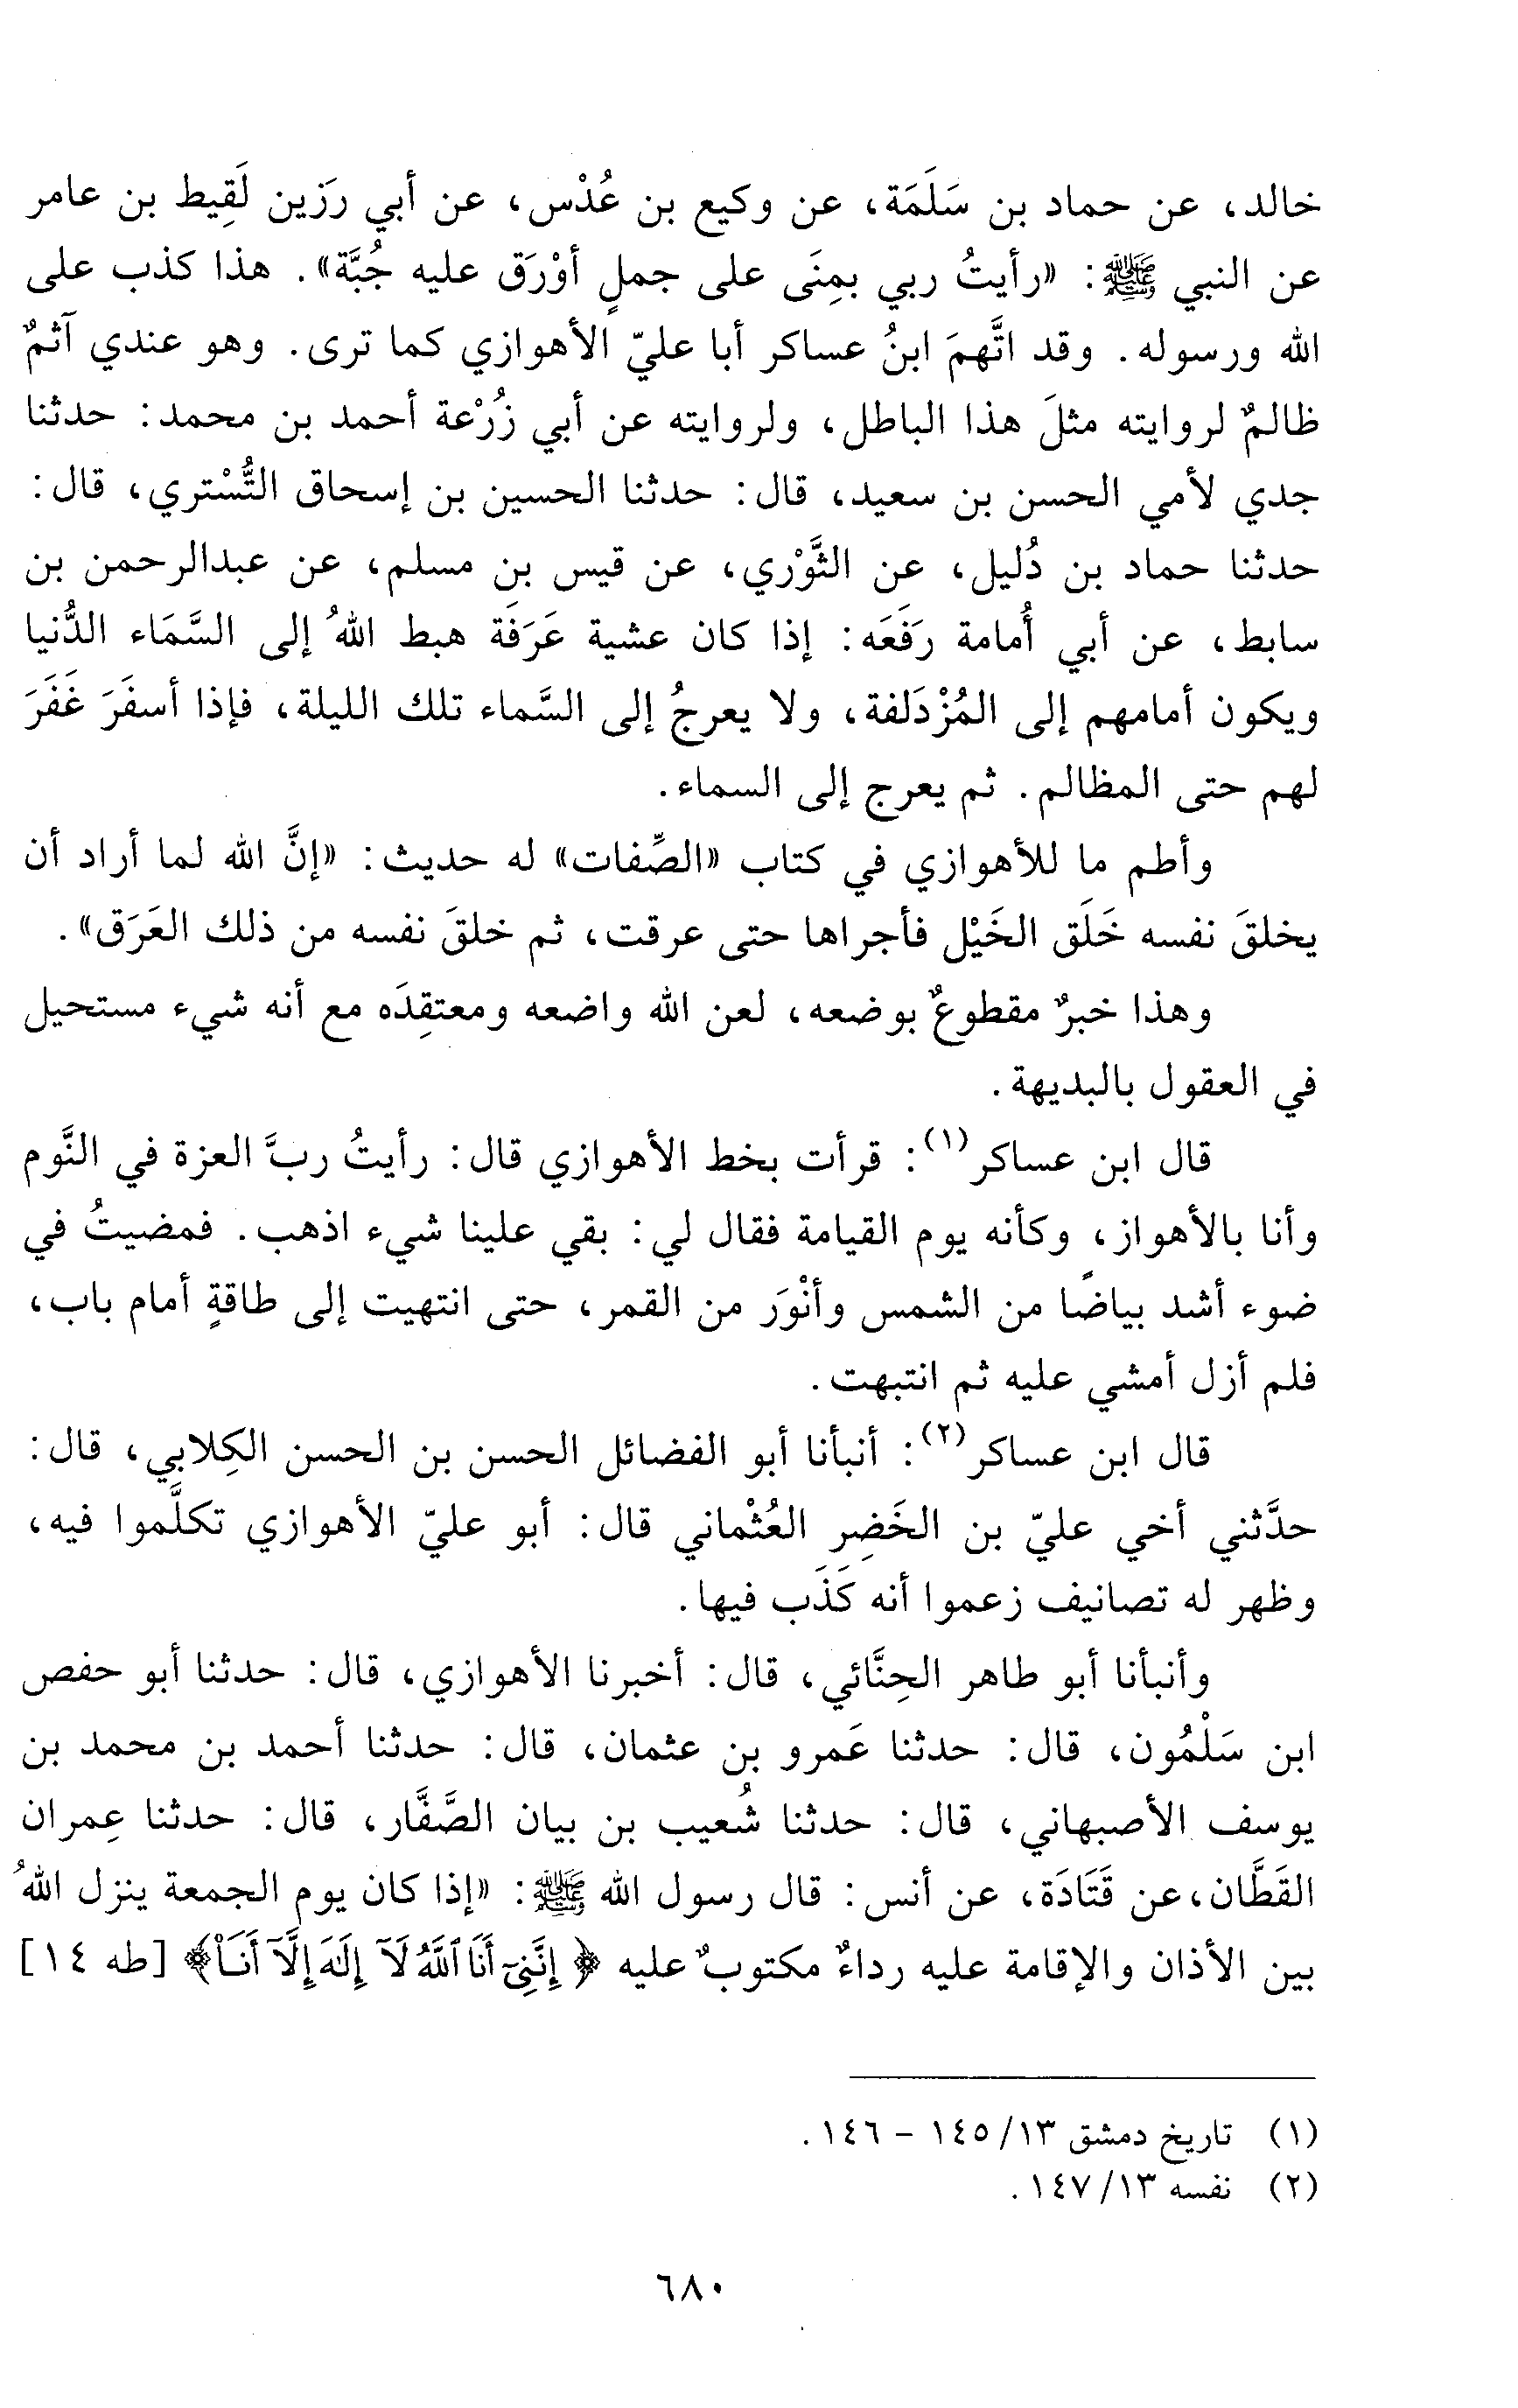 خالد، عن حماد بن سَلَمَة، عن وكيع بن عُدْس، عن أبي رزَين لَقِيط بن عامر
عن النبي ﷺ: «رأيتُ ربي بمِنَى على جملٍ أوْرَق عليه جُبَّة». هذا كذب على
الله ورسوله. وقد اتَّهمَ ابنُ عساكر أبا عليّ الأهوازي كما ترى. وهو عندي آثمٌ
ظالمٌ لروايته مثلَ هذا الباطل، ولروايته عن أبي زُرْعة أحمد بن محمد: حدثنا
جدي لأمي الحسن بن سعيد، قال: حدثنا الحسين بن إسحاق التُّسْتري، قال:
حدثنا حماد بن دُليل، عن الثَّوْري، عن قيس بن مسلم، عن عبدالرحمن بن
سابط، عن أبي أُمامة رَفَعَه: إذا كان عشية عَرَفَة هبط اللهُ إلى السَّمَاء الدُّنيا
ويكون أمامهم إلى المُزْدَلفة، ولا يعرجُ إلى السَّماء تلك الليلة، فإذا أسفَرَ غَفَرَ
لهم حتى المظالم. ثم يعرج إلى السماء.
وأطم ما للأهوازي في كتاب «الصِّفات» له حديث: «إنَّ الله لما أراد أن
يخلقَ نفسه خَلَق الخَيْل فأجراها حتى عرقت، ثم خلقَ نفسه من ذلك العَرَق».
وهذا خبرٌ مقطوعٌ بوضعه، لعن الله واضعه ومعتقِدَه مع أنه شيء مستحيل
في العقول بالبديهة.
قال ابن عساكر(١): قرأت بخط الأهوازي قال: رأيتُ ربَّ العزة في النَّوم
وأنا بالأهواز، وكأنه يوم القيامة فقال لي: بقي علينا شيء اذهب. فمضيتُ في
ضوء أشد بياضًا من الشمس وأنْوَر من القمر، حتى انتهيت إلى طاقةٍ أمام باب،
فلم أزل أمشي عليه ثم انتبهت.
قال ابن عساكر(٢): أنبأنا أبو الفضائل الحسن بن الحسن الكِلابي، قال:
حدَّثني أخي عليّ بن الخَضِر العُثْماني قال: أبو عليّ الأهوازي تكلَّموا فيه،
وظهر له تصانيف زعموا أنه كَذَب فيها.
وأنبأنا أبو طاهر الحِنَّائي، قال: أخبرنا الأهوازي، قال: حدثنا أبو حفص
ابن سَلْمُون، قال: حدثنا عَمرو بن عثمان، قال: حدثنا أحمد بن محمد بن
يوسف الأصبهاني، قال: حدثنا شُعيب بن بيان الصَّفَّار، قال: حدثنا عِمران
القَطَّان، عن قَتَادَة، عن أنس: قال رسول الله ﷺ: «إذا كان يوم الجمعة ينزل اللهُ
بين الأذان والإقامة عليه رداءٌ مكتوبٌ عليه ﴿إِنَّنِىٓ أَنَا ٱللَّهُ لَآ إِلَٰهَ إِلَّآ أَنَا۠﴾ [طه ١٤]
(١) تاريخ دمشق ١٣/ ١٤٥ - ١٤٦.
(٢) نفسه ١٣/ ١٤٧.
٦٨٠